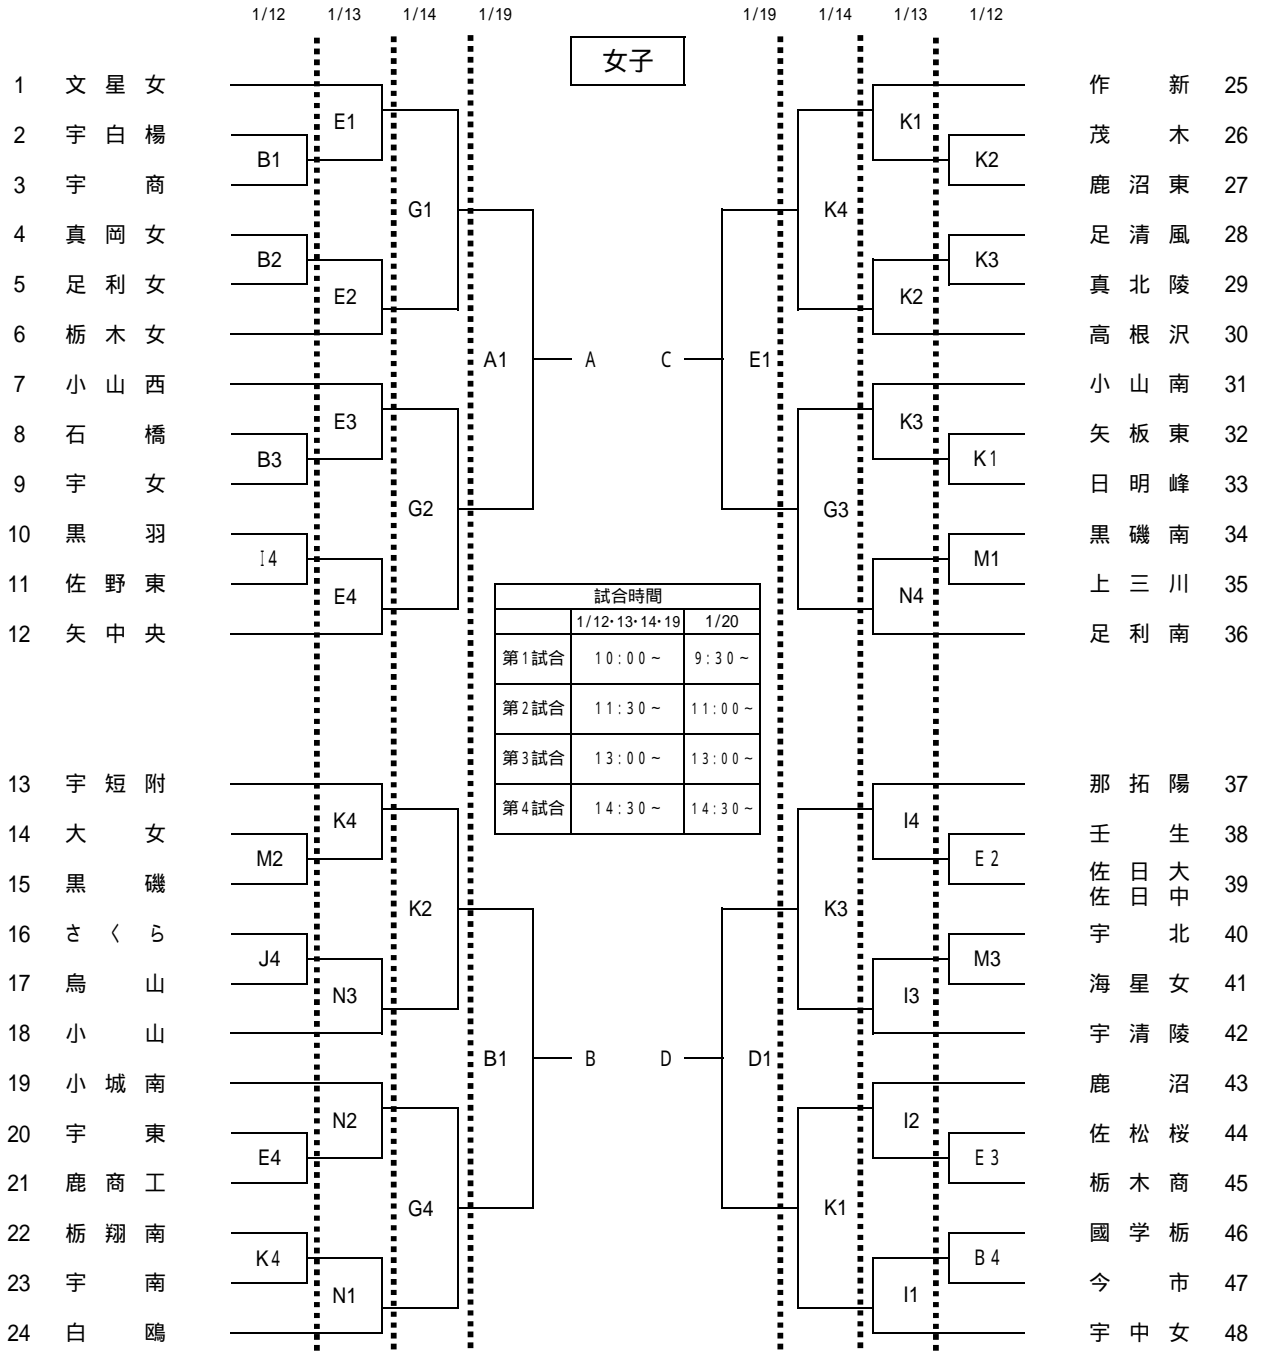 1/12 1/13 1/14 1/19 1/19 1/14 1/13 1/12
女子
1 文星女
2 宇白楊
3 宇商
4 真岡女
5 足利女
6 栃木女
7 小山西
8 石橋
9 宇女
10 黒羽
11 佐野東
12 矢中央
B1
B2
B3
I4
E1
E2
E3
E4
G1
G2
A1
A
13 宇短附
14 大女
15 黒磯
16 さくら
17 烏山
18 小山
19 小城南
20 宇東
21 鹿商工
22 栃翔南
23 宇南
24 白鴎
M2
J4
E4
K4
K4
N3
N2
N1
K2
G4
B1
B
試合時間
1/12・13・14・19 1/20
第1試合 10:00~ 9:30~
第2試合 11:30~ 11:00~
第3試合 13:00~ 13:00~
第4試合 14:30~ 14:30~
C
E1
K4
G3
K1
K2
K3
N4
K2
K3
K1
M1
作新 25
茂木 26
鹿沼東 27
足清風 28
真北陵 29
高根沢 30
小山南 31
矢板東 32
日明峰 33
黒磯南 34
上三川 35
足利南 36
D
D1
K3
K1
I4
I3
I2
I1
E2
M3
E3
B4
那拓陽 37
壬生 38
佐日大
佐日中 39
宇北 40
海星女 41
宇清陵 42
鹿沼 43
佐松桜 44
栃木商 45
國学栃 46
今市 47
宇中女 48